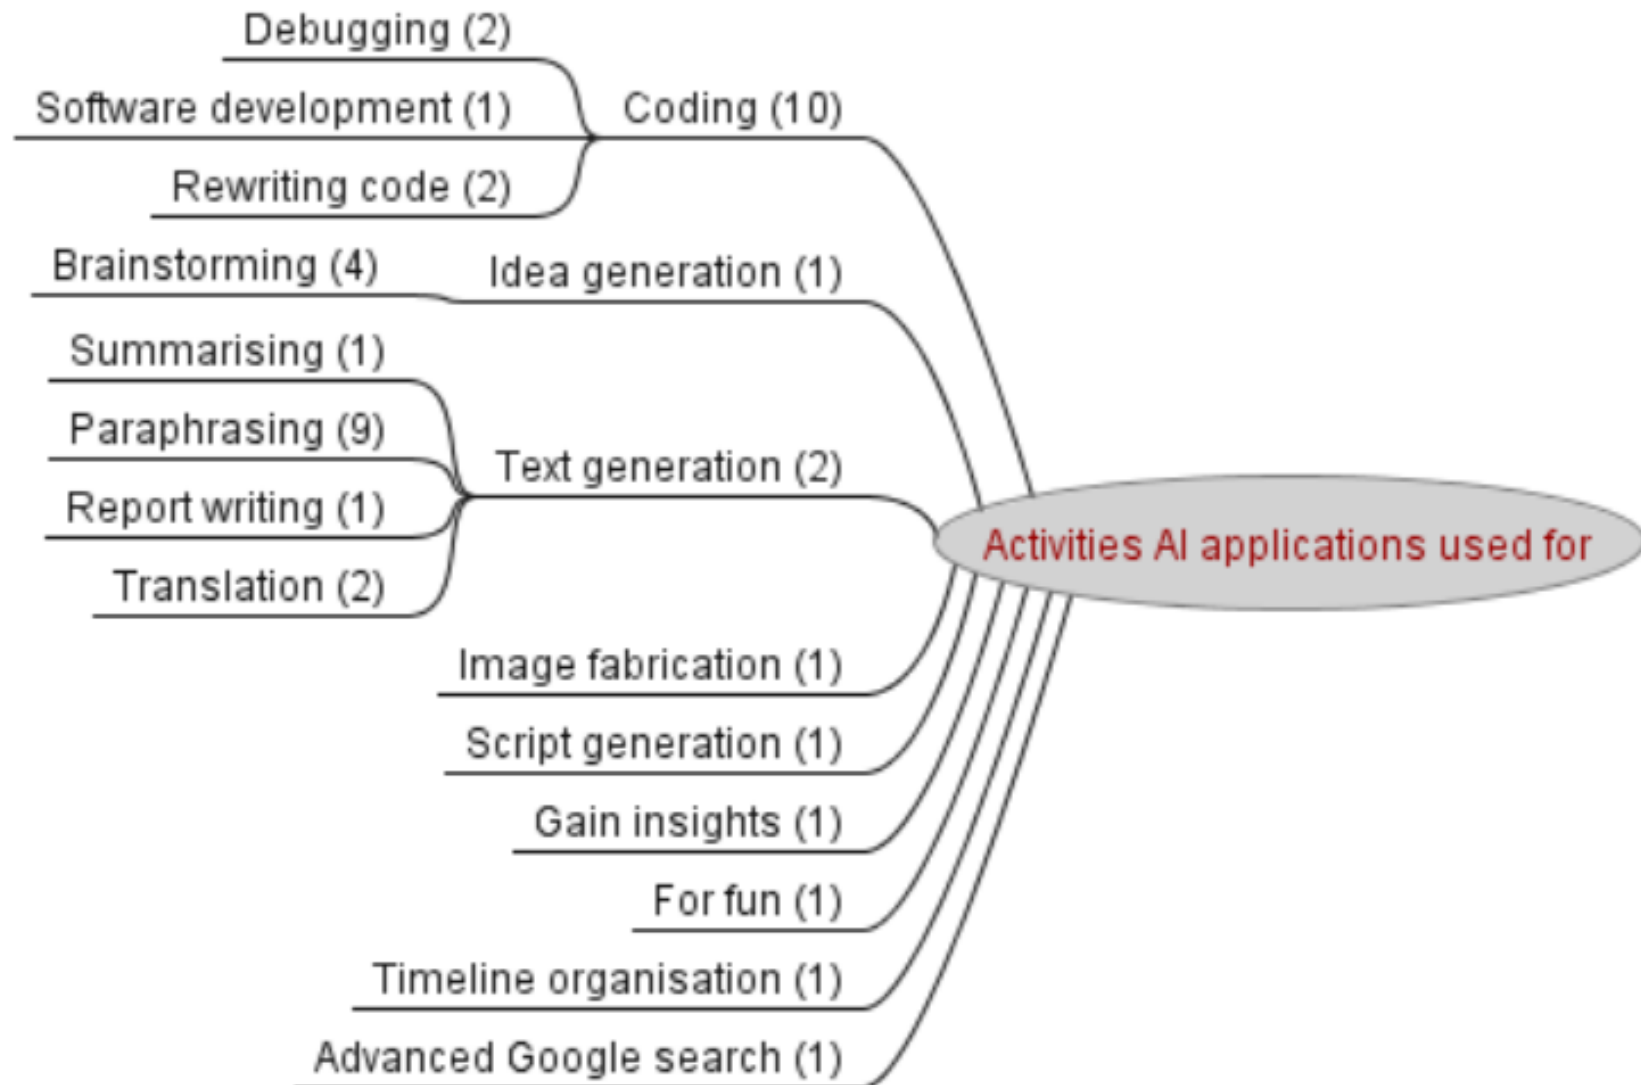 Debugging (2)
Software development (1)
Coding (10)
Rewriting code (2)
Brainstorming (4)
Idea generation (1)
Summarising (1)
Paraphrasing (9)
Text generation (2)
Report writing (1)
Translation (2)
Activities AI applications used for
Image fabrication (1)
Script generation (1)
Gain insights (1)
For fun (1)
Timeline organisation (1)
Advanced Google search (1)